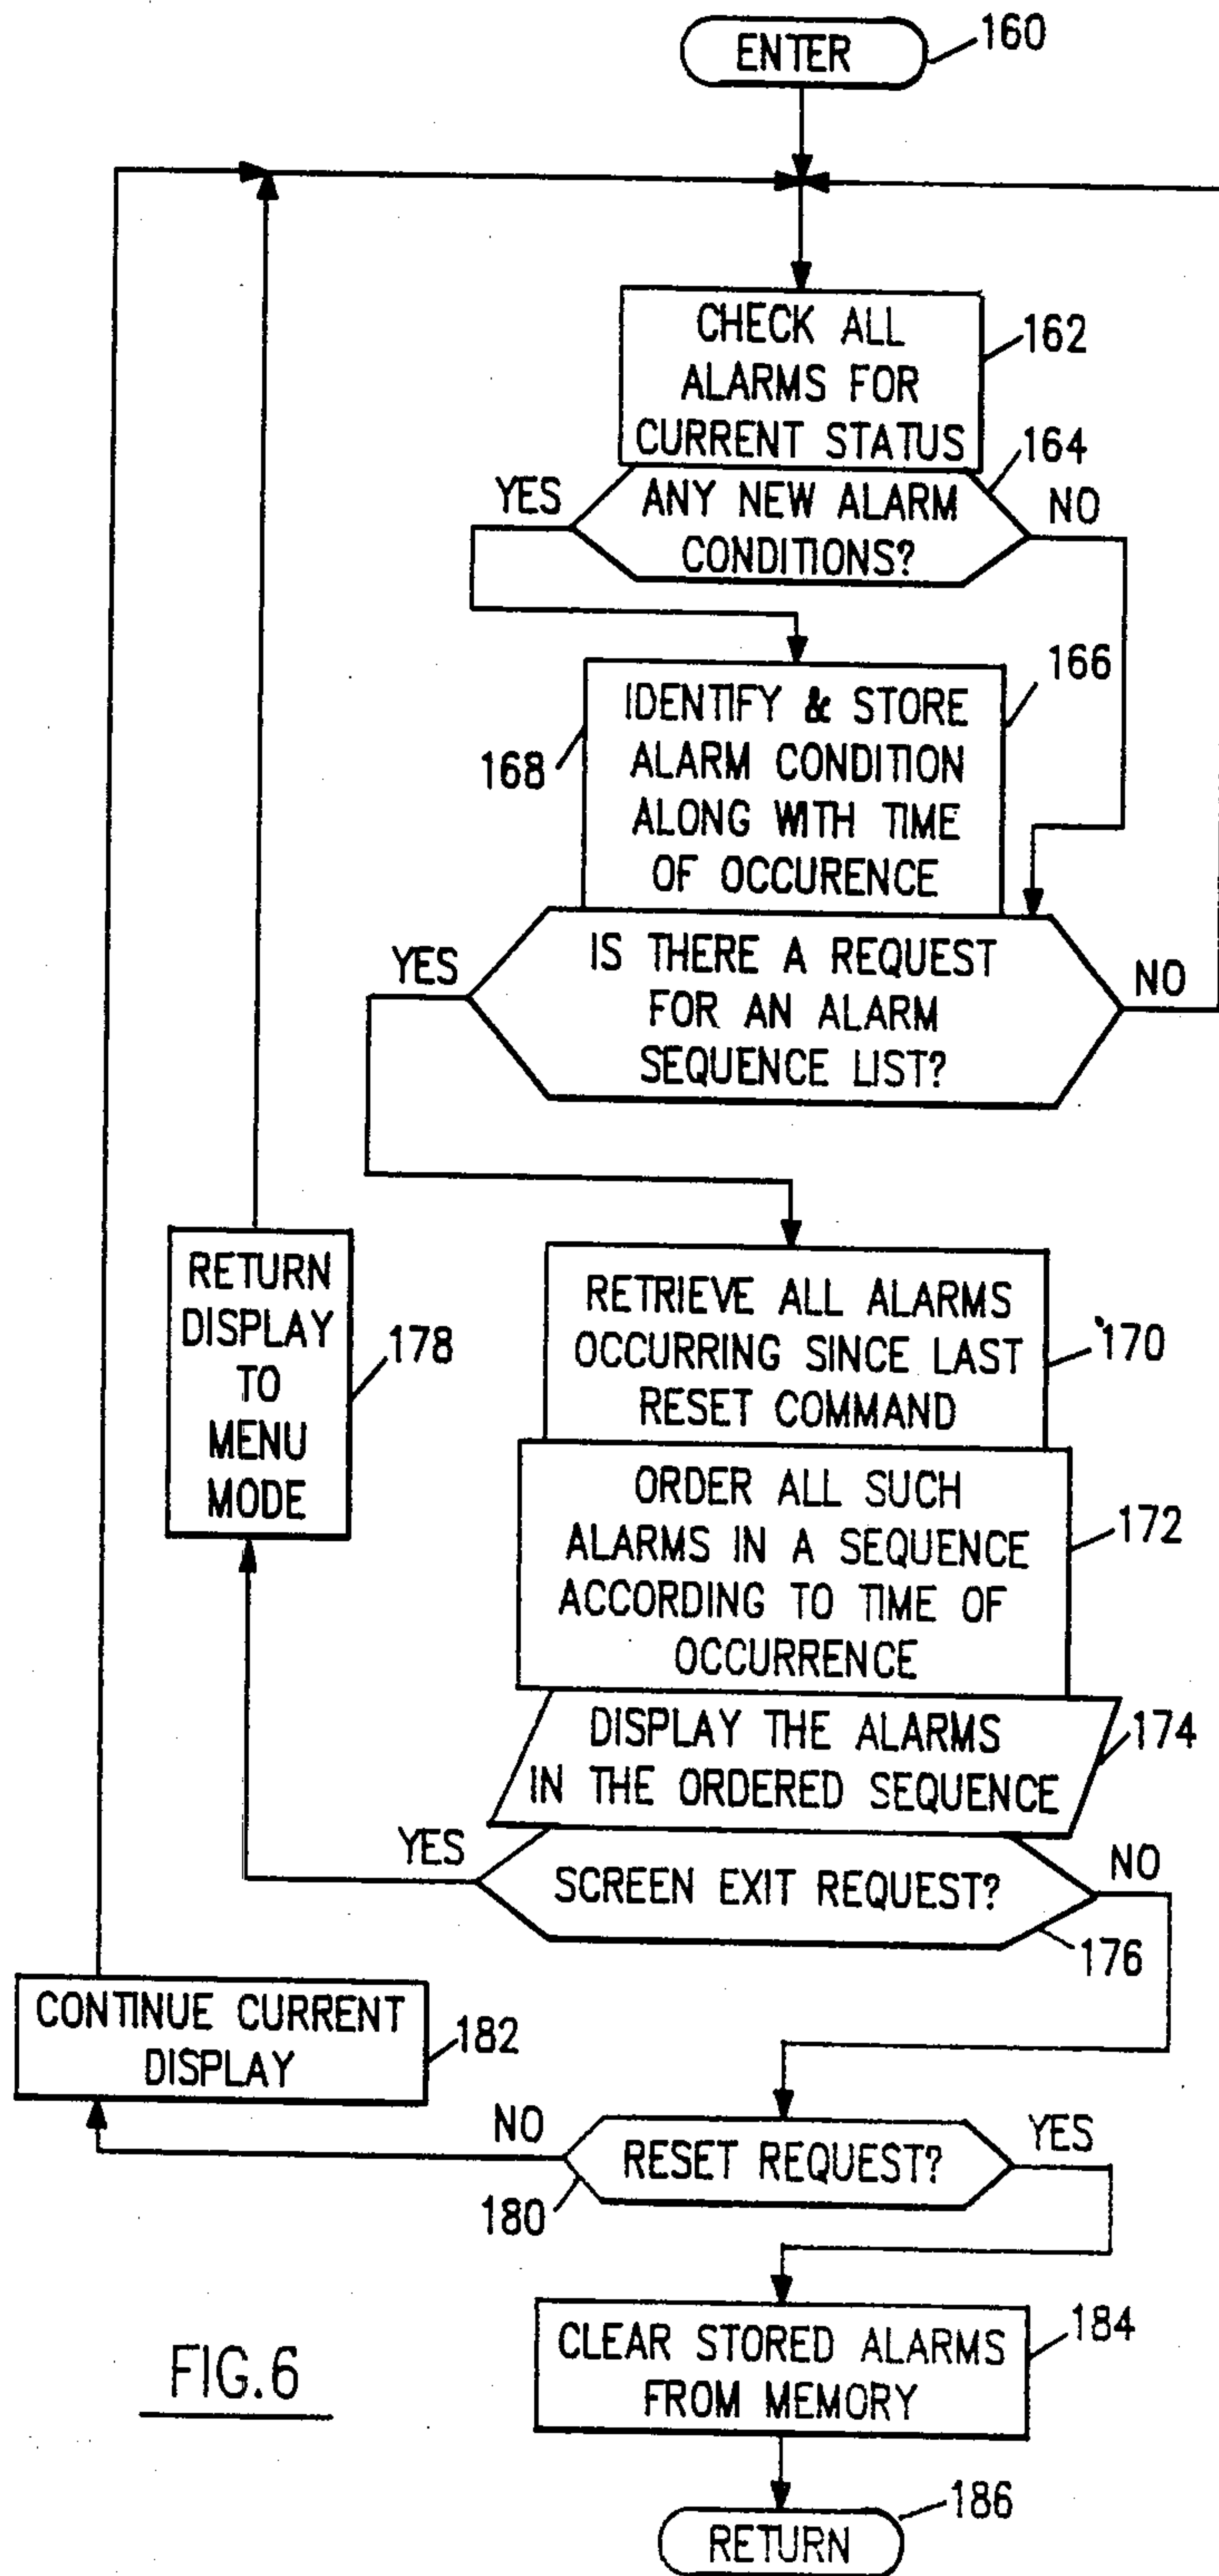 ENTER
160
CHECK ALL
ALARMS FOR
CURRENT STATUS
162
164
YES
ANY NEW ALARM
CONDITIONS?
NO
166
168
IDENTIFY & STORE
ALARM CONDITION
ALONG WITH TIME
OF OCCURENCE
YES
IS THERE A REQUEST
FOR AN ALARM
SEQUENCE LIST?
NO
RETURN
DISPLAY
TO
MENU
MODE
178
RETRIEVE ALL ALARMS
OCCURRING SINCE LAST
RESET COMMAND
170
ORDER ALL SUCH
ALARMS IN A SEQUENCE
ACCORDING TO TIME OF
OCCURRENCE
172
DISPLAY THE ALARMS
IN THE ORDERED SEQUENCE
174
YES
SCREEN EXIT REQUEST?
NO
176
CONTINUE CURRENT
DISPLAY
182
NO
RESET REQUEST?
YES
180
CLEAR STORED ALARMS
FROM MEMORY
184
FIG.6
RETURN
186